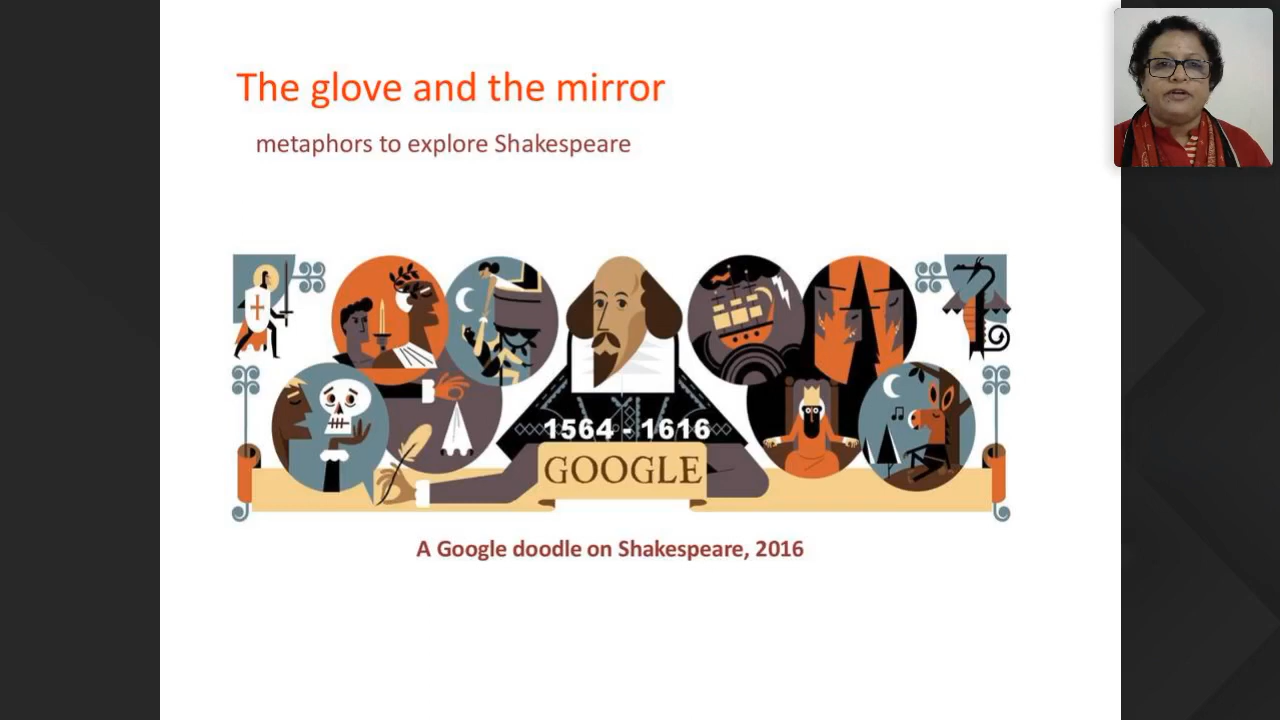 The glove and the mirror
metaphors to explore Shakespeare
1564 - 1616
GOOGLE
A Google doodle on Shakespeare, 2016